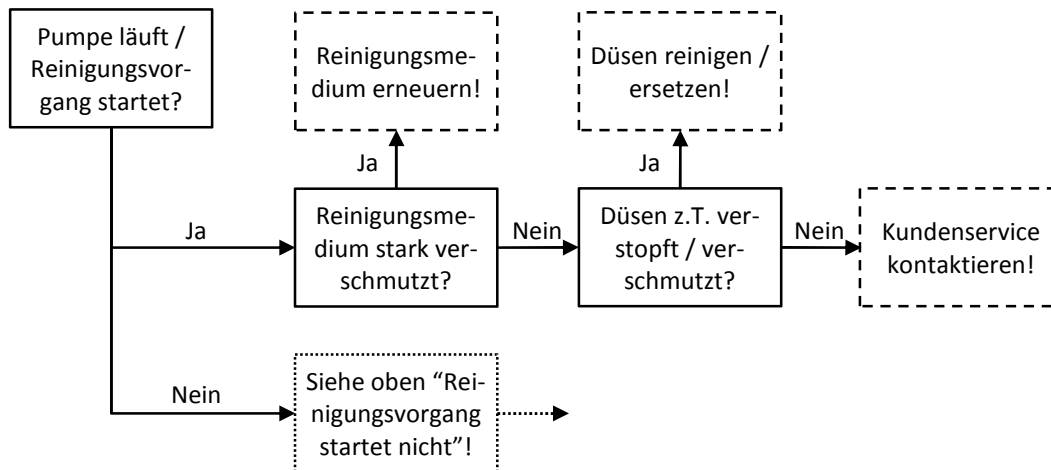 Pumpe läuft /
Reinigungsvor-
gang startet?
Reinigungsme-
dium erneuern!
Düsen reinigen /
ersetzen!
Ja
Ja
Ja
Reinigungsme-
dium stark ver-
schmutzt?
Nein
Düsen z.T. ver-
stopft / ver-
schmutzt?
Nein
Kundenservice
kontaktieren!
Nein
Siehe oben “Rei-
nigungsvorgang
startet nicht”!